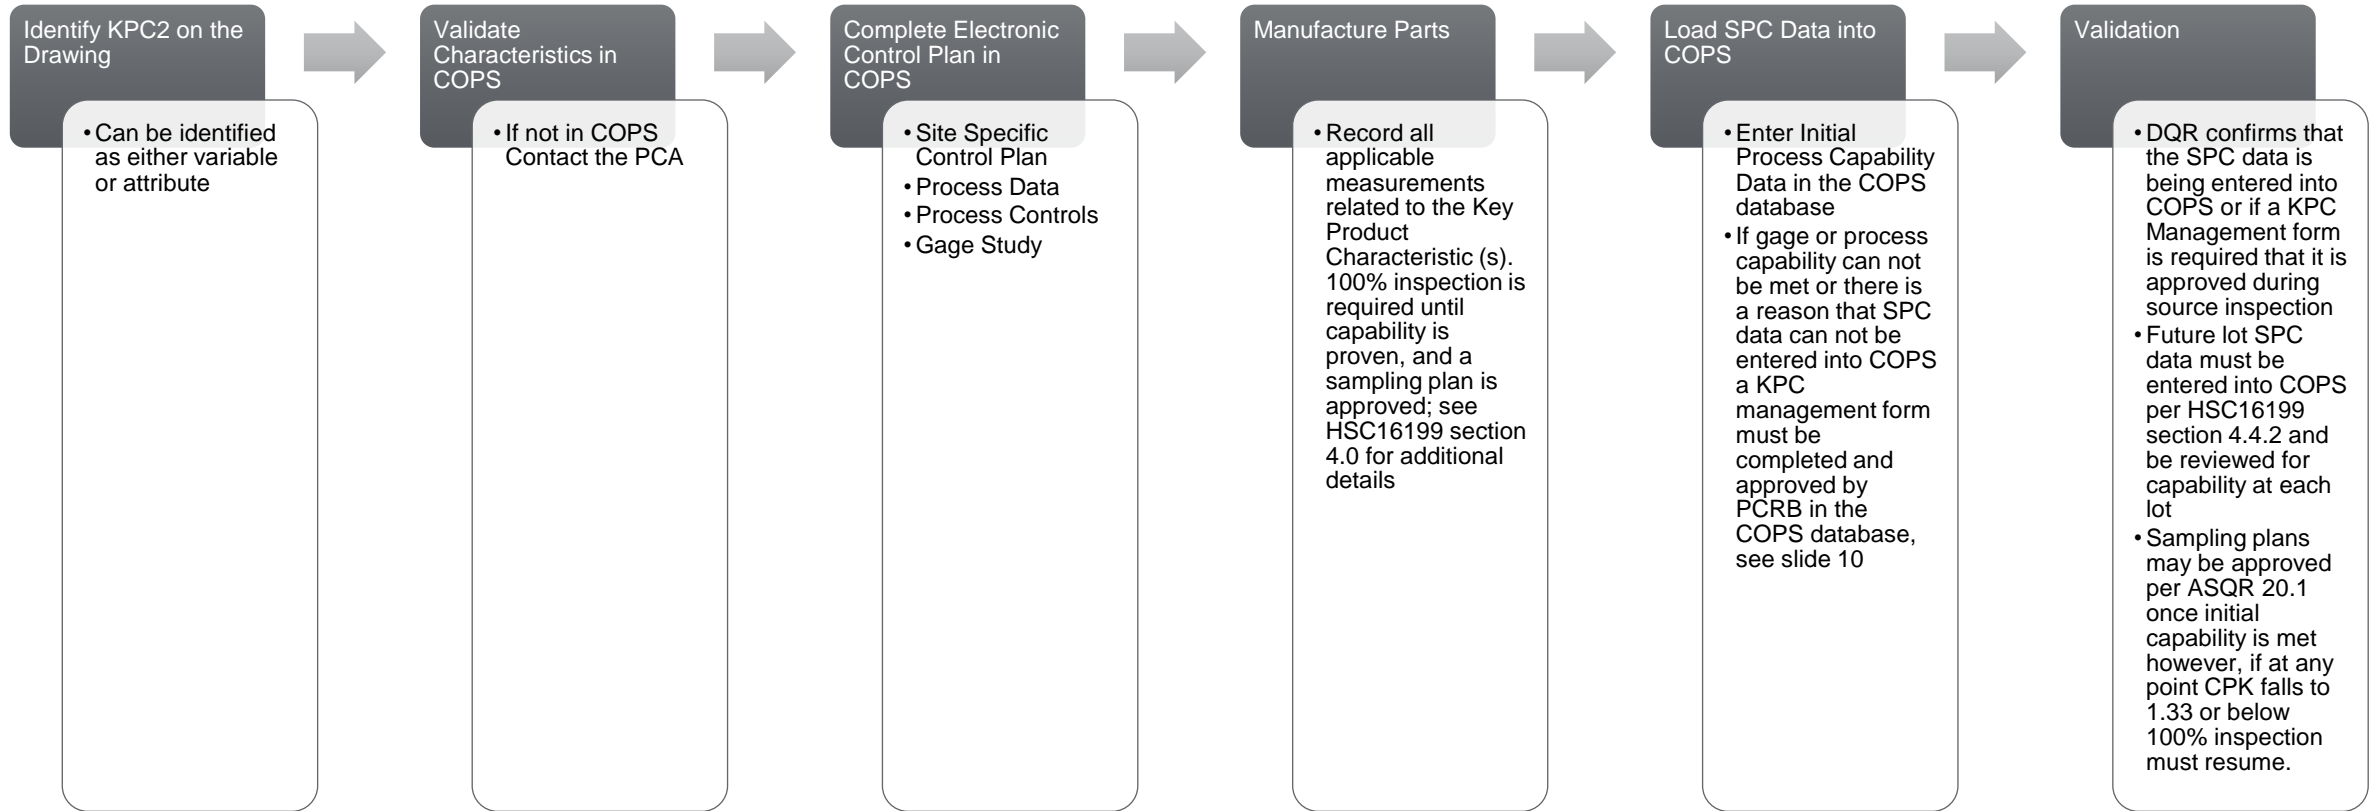 Identify KPC2 on the
Drawing
• Can be identified
as either variable
or attribute
Validate
Characteristics in
COPS
• If not in COPS
Contact the PCA
Complete Electronic
Control Plan in
COPS
• Site Specific
Control Plan
• Process Data
• Process Controls
• Gage Study
Manufacture Parts
• Record all
applicable
measurements
related to the Key
Product
Characteristic (s).
100% inspection is
required until
capability is
proven, and a
sampling plan is
approved; see
HSC16199 section
4.0 for additional
details
Load SPC Data into
COPS
• Enter Initial
Process Capability
Data in the COPS
database
• If gage or process
capability can not
be met or there is
a reason that SPC
data can not be
entered into COPS
a KPC
management form
must be
completed and
approved by
PCRB in the
COPS database,
see slide 10
Validation
• DQR confirms that
the SPC data is
being entered into
COPS or if a KPC
Management form
is required that it is
approved during
source inspection
• Future lot SPC
data must be
entered into COPS
per HSC16199
section 4.4.2 and
be reviewed for
capability at each
lot
• Sampling plans
may be approved
per ASQR 20.1
once initial
capability is met
however, if at any
point CPK falls to
1.33 or below
100% inspection
must resume.